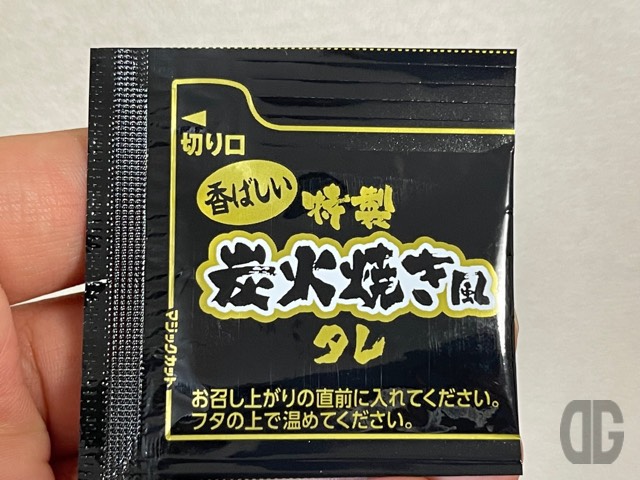 切り口
香ばしい
特製
炭火焼き風
タレ
マジックカット
お召し上がりの直前に入れてください。
フタの上で温めてください。
DG